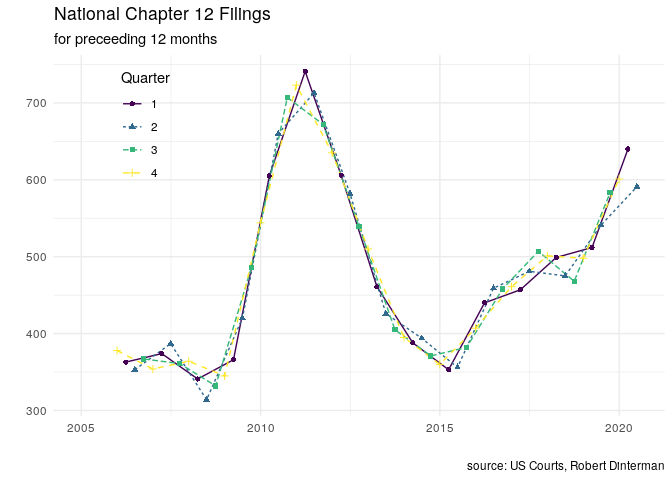 National Chapter 12 Filings
for preceeding 12 months
Quarter
1
2
3
4
700
600
500
400
300
2005 2010 2015 2020
source: US Courts, Robert Dinterman